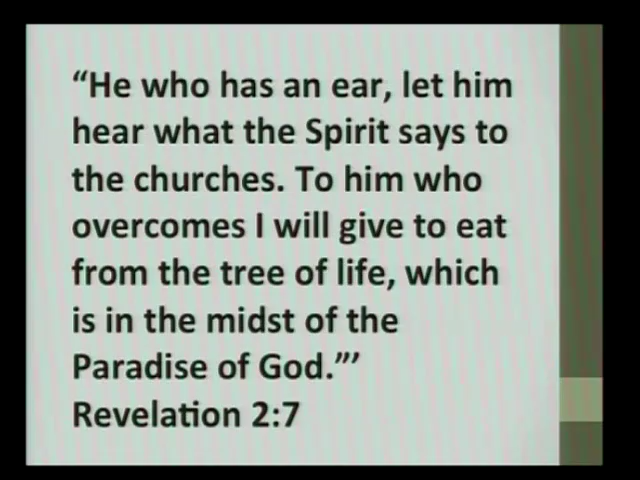 “He who has an ear, let him
hear what the Spirit says to
the churches. To him who
overcomes I will give to eat
from the tree of life, which
is in the midst of the
Paradise of God.”’
Revelation 2:7